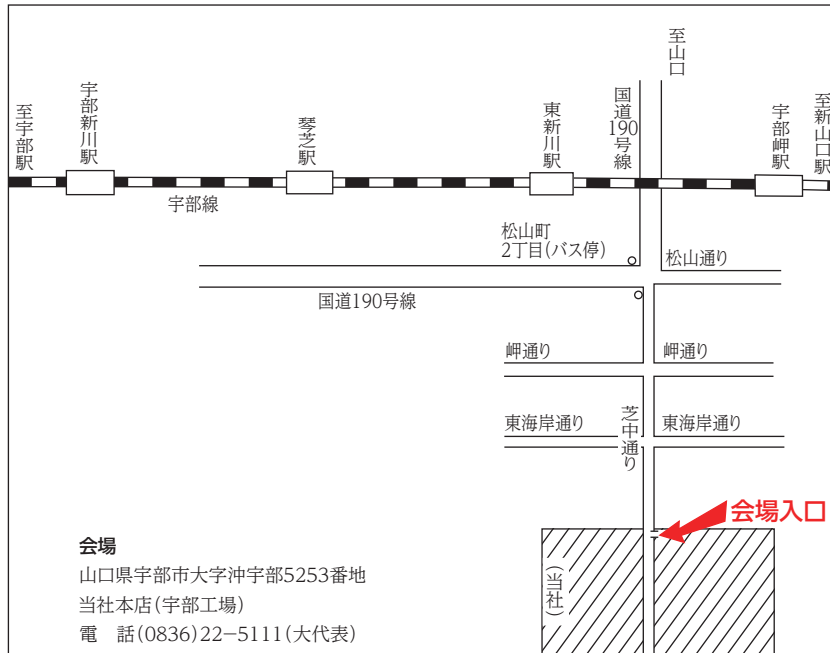 至宇部駅
宇部新川駅
琴芝駅
東新川駅
国道190号線
至山口
宇部岬駅
至新山口駅
宇部線
松山町
2丁目(バス停)
松山通り
国道190号線
岬通り
岬通り
東海岸通り
芝中通り
東海岸通り
会場入口
(当社)
会場
山口県宇部市大字沖宇部5253番地
当社本店(宇部工場)
電　話(0836)22−5111(大代表)